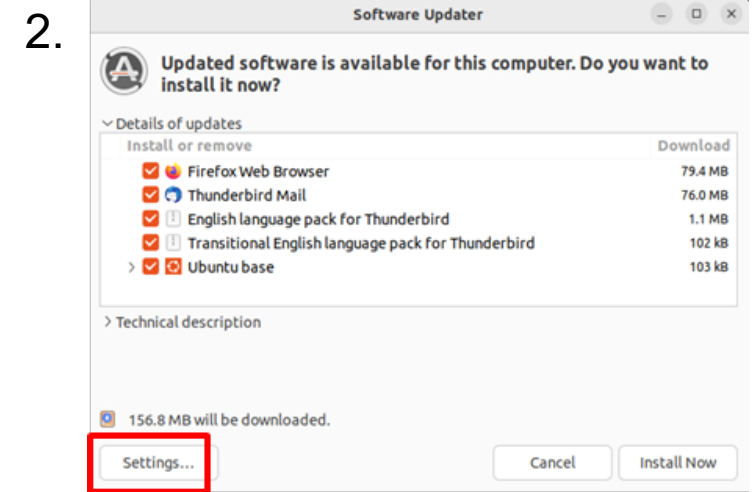 2.
Software Updater
Updated software is available for this computer. Do you want to
install it now?
Details of updates
Install or remove Download
Firefox Web Browser 79.4 MB
Thunderbird Mail 76.0 MB
English language pack for Thunderbird 1.1 MB
Transitional English language pack for Thunderbird 102 kB
Ubuntu base 103 kB
Technical description
156.8 MB will be downloaded.
Settings... Cancel Install Now